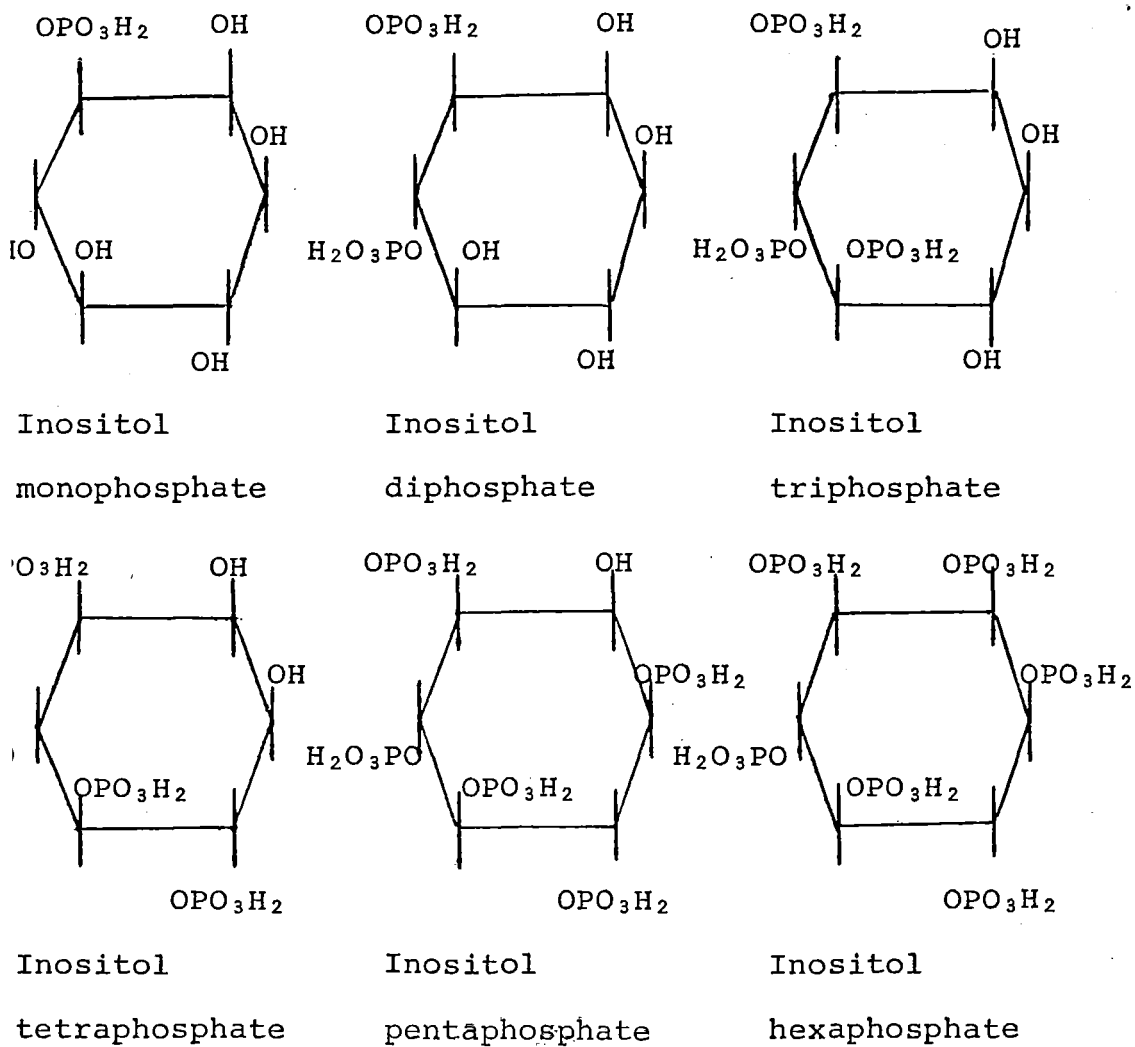 OPO₃H₂ OH OPO₃H₂ OH OPO₃H₂ OH
OH OH OH
OH H₂O₃PO OH H₂O₃PO OPO₃H₂
OH OH OH
Inositol Inositol Inositol
monophosphate diphosphate triphosphate
PO₃H₂ OH OPO₃H₂ OH OPO₃H₂ OPO₃H₂
OH OPO₃H₂ OPO₃H₂
H₂O₃PO H₂O₃PO
OPO₃H₂ OPO₃H₂ OPO₃H₂
OPO₃H₂ OPO₃H₂ OPO₃H₂
Inositol Inositol Inositol
tetraphosphate pentaphosphate hexaphosphate